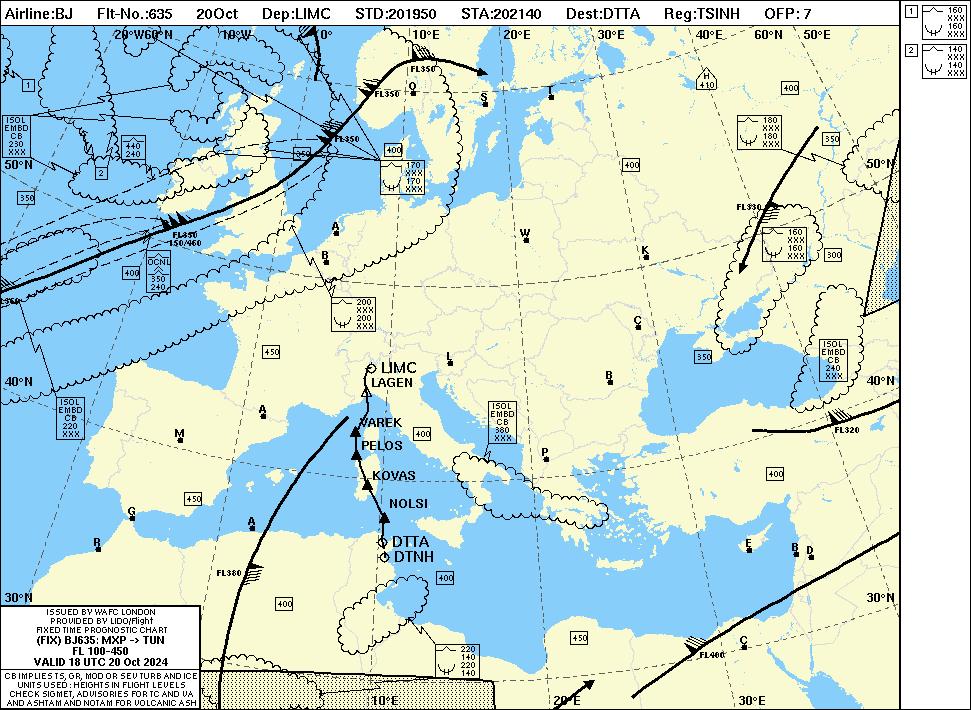 Airline:BJ Flt-No.:635 20Oct Dep:LIMC STD:201950 STA:202140 Dest:DTTA Reg:TSINH OFP: 7
20°W60°N 10°W 0° 10°E 20°E 30°E 40°E 60°N 50°E
1
160
XXX
160
XXX
2
140
XXX
140
XXX
FL350
H
410
400
1
FL350
O
S
T
ISOL
EMBD
CB
230
XXX
180
XXX
180
XXX
FL350
350
440
240
350
400
400
50°N
50°N
2
170
XXX
170
XXX
350
FL330
FL350
150/460
A
W
160
XXX
160
XXX
B
K
300
OCNL
350
240
400
FL360
200
XXX
200
XXX
C
ISOL
EMBD
CB
240
XXX
450
L
350
LIMC
LAGEN
40°N
B
40°N
ISOL
EMBD
CB
220
XXX
A
ISOL
EMBD
CB
380
XXX
VAREK
400
M
FL320
PELOS
P
KOVAS
400
450
NOLSI
G
A
R
DTTA
E
B
D
DTNH
FL380
400
30°N
400
30°N
ISSUED BY WAFC LONDON
PROVIDED BY LIDO/Flight
FIXED TIME PROGNOSTIC CHART
(FIX) BJ635: MXP -> TUN
FL 100-450
VALID 18 UTC 20 Oct 2024
CB IMPLIES TS, GR, MOD OR SEV TURB AND ICE
UNITS USED : HEIGHTS IN FLIGHT LEVELS
CHECK SIGMET, ADVISORIES FOR TC AND VA
AND ASHTAM AND NOTAM FOR VOLCANIC ASH
450
C
FL400
220
140
220
140
10°E
20°E
30°E